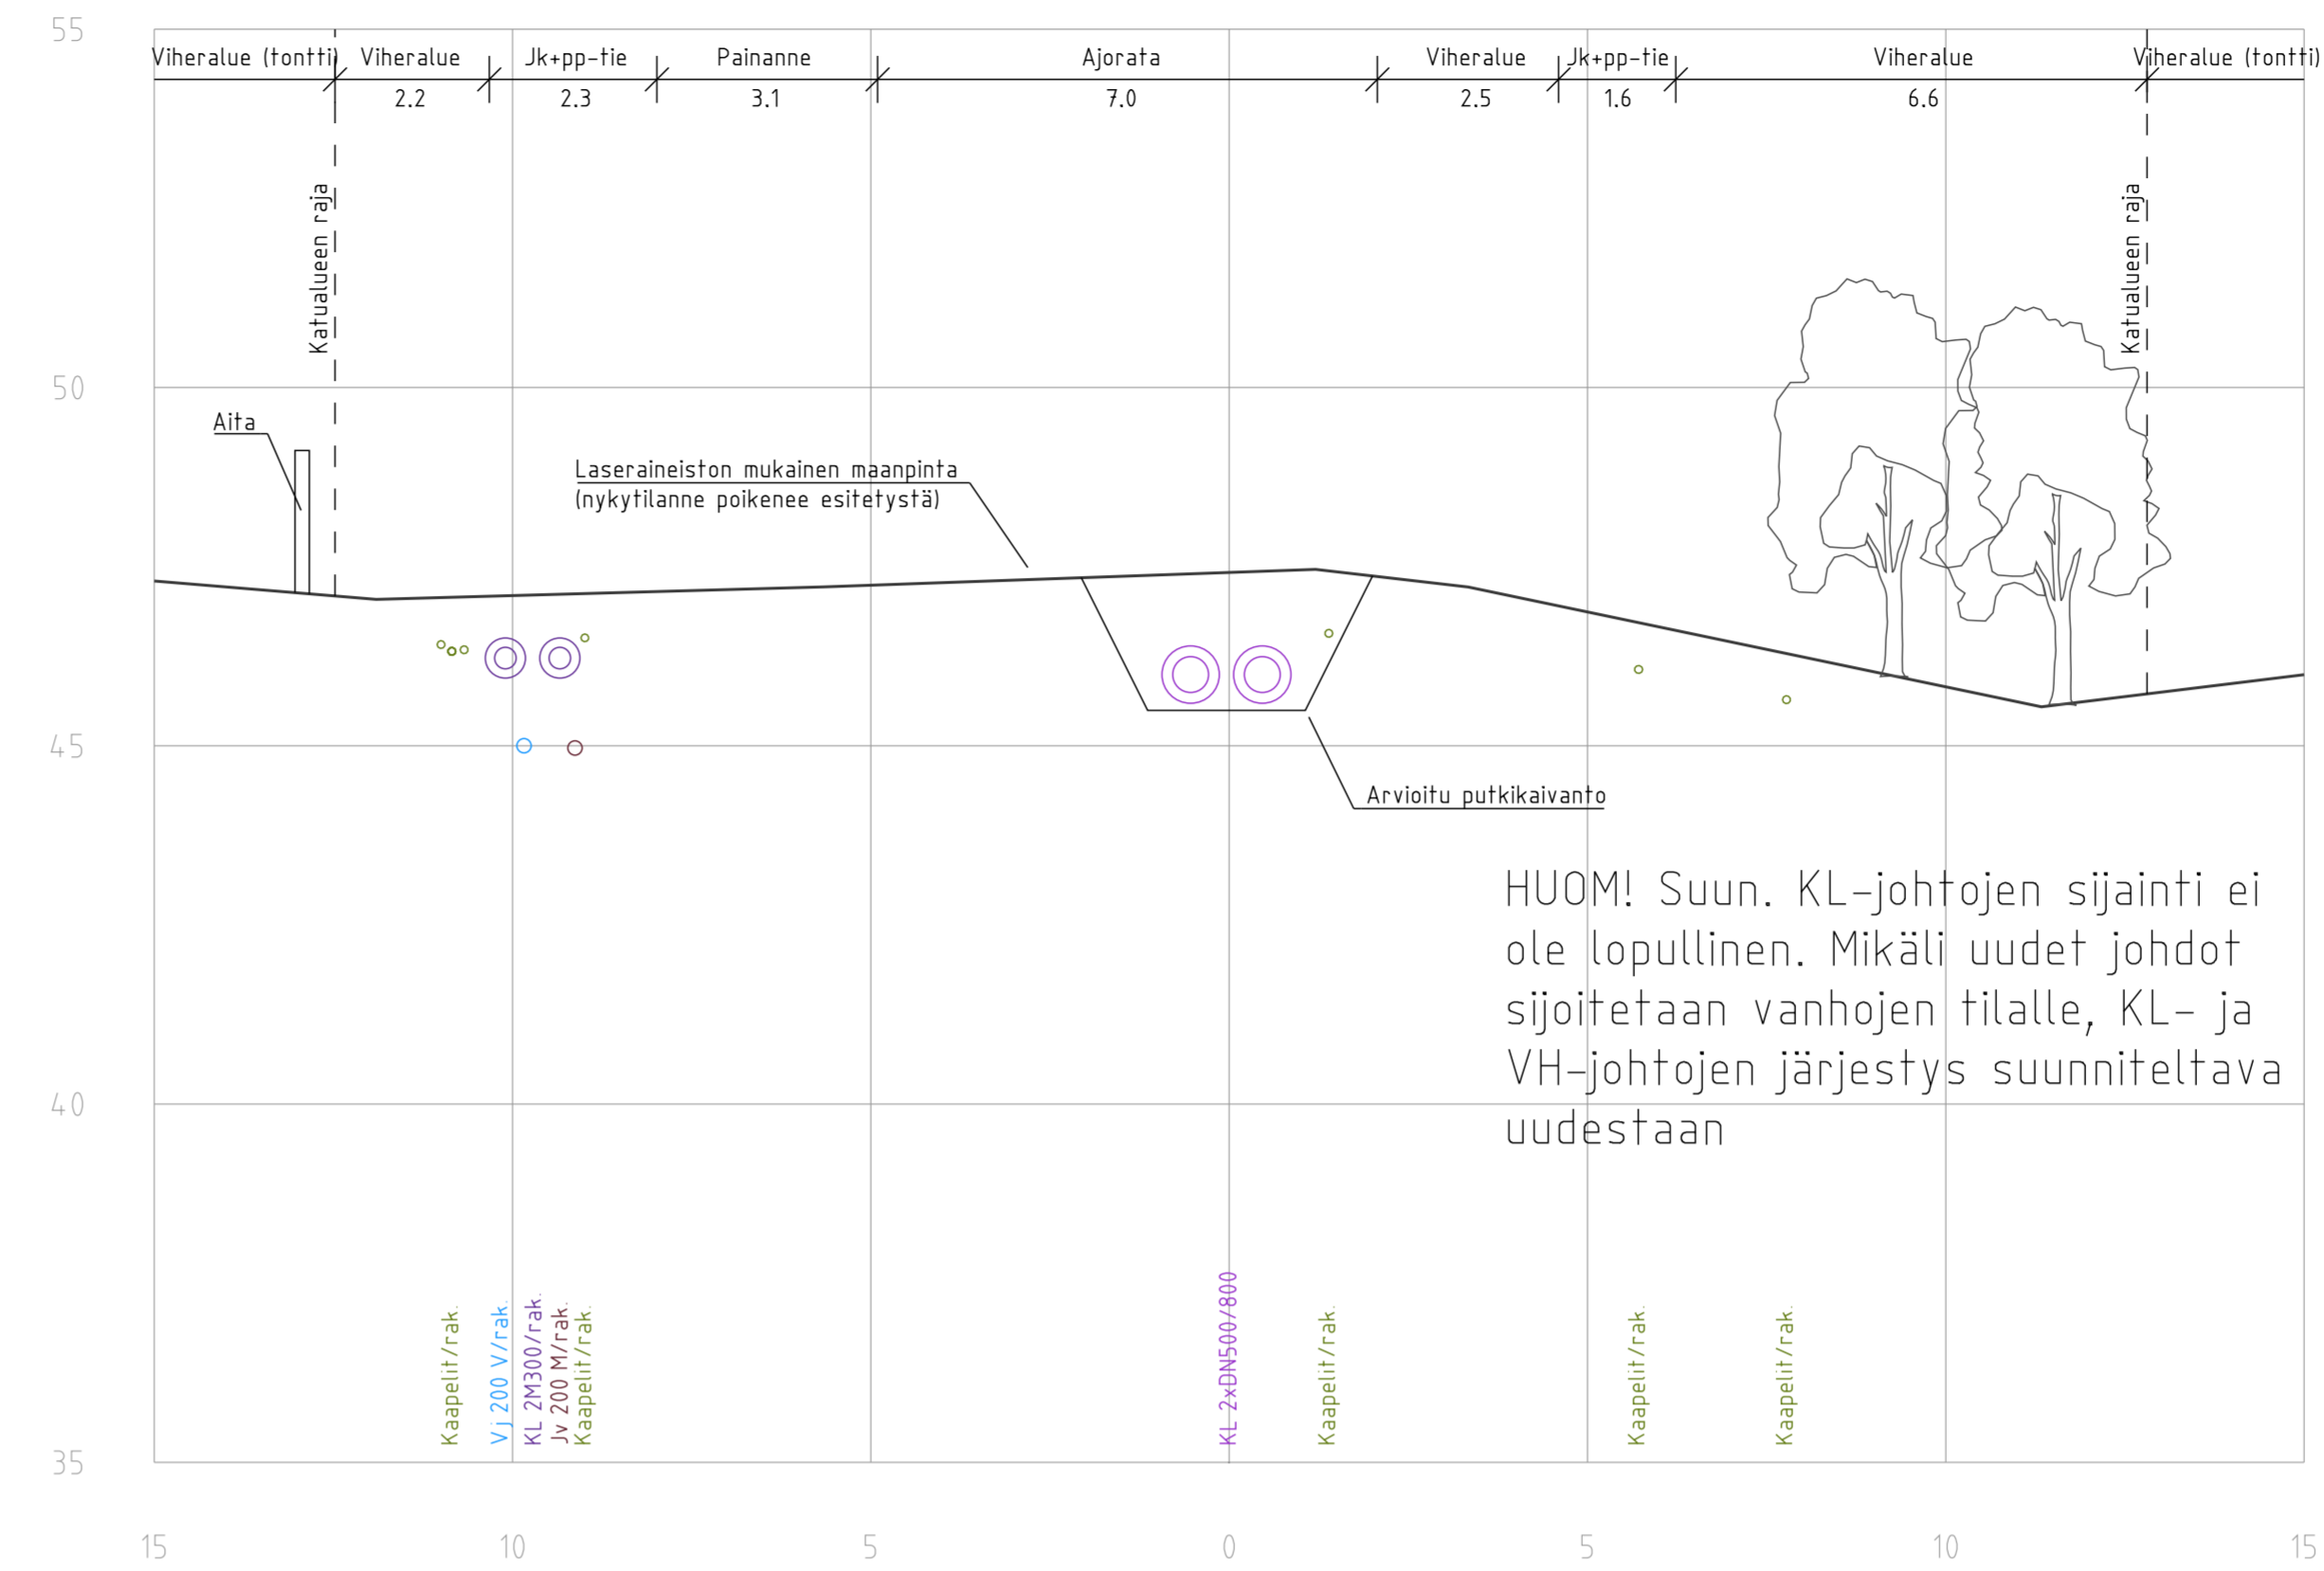 55
Viheralue (tontti) Viheralue Jk+pp-tie Painanne Ajorata Viheralue Jk+pp-tie Viheralue Viheralue (tontti)
2.2 2.3 3.1 7.0 2.5 1.6 6.6
Katualueen raja
Katualueen raja
50
Aita
Laseraineiston mukainen maanpinta
(nykytilanne poikenee esitetystä)
45
Arvioitu putkikaivanto
HUOM! Suun. KL-johtojen sijainti ei
ole lopullinen. Mikäli uudet johdot
sijoitetaan vanhojen tilalle, KL- ja
VH-johtojen järjestys suunniteltava
uudestaan
40
Kaapelit/rak.
Vj 200 V/rak.
KL 2M300/rak.
Jv 200 M/rak.
Kaapelit/rak.
KL 2xDN500/800
Kaapelit/rak.
Kaapelit/rak.
Kaapelit/rak.
35
15 10 5 0 5 10 15